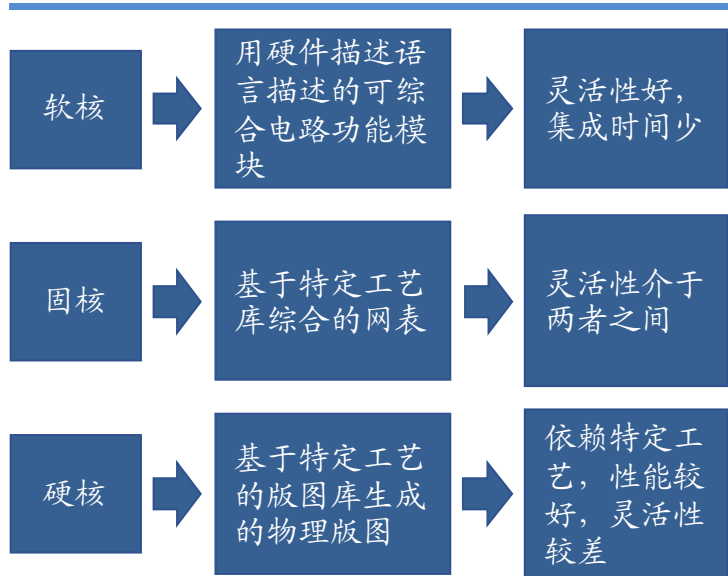 软核
用硬件描述语
言描述的可综
合电路功能模
块
灵活性好，
集成时间少
固核
基于特定工艺
库综合的网表
灵活性介于
两者之间
硬核
基于特定工艺
的版图库生成
的物理版图
依赖特定工
艺，性能较
好，灵活性
较差